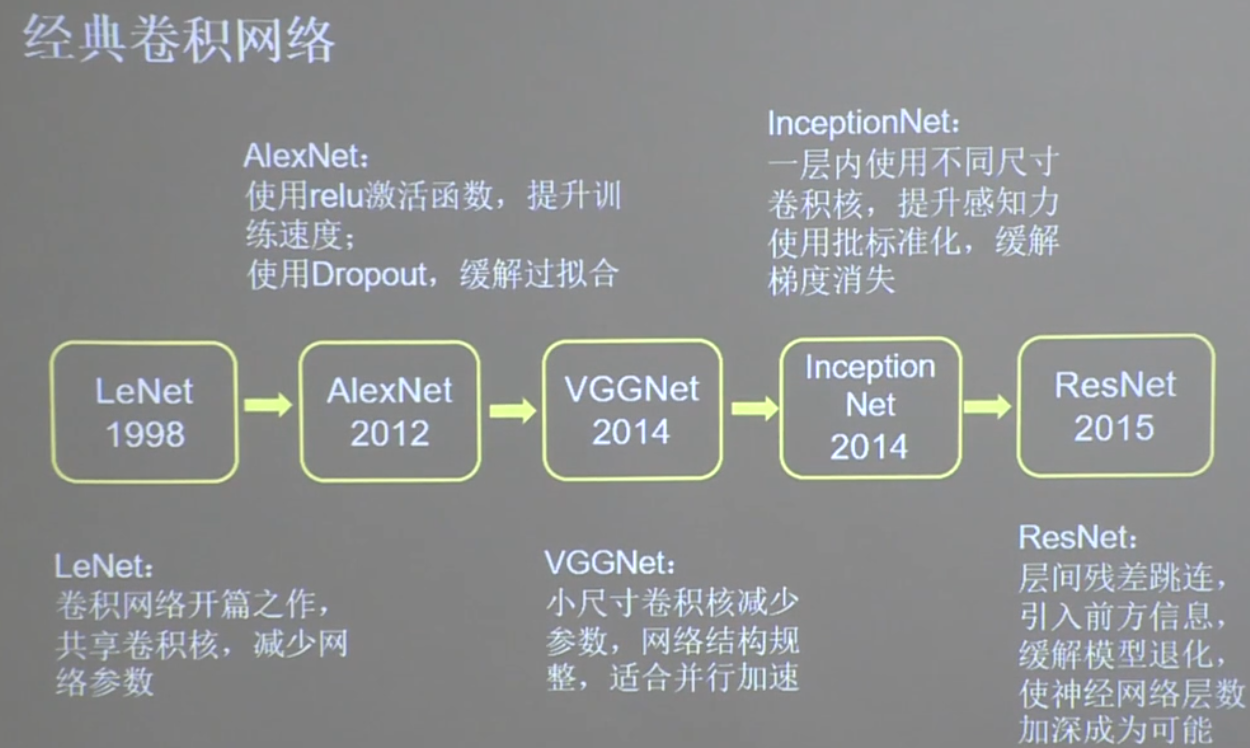 经典卷积网络
AlexNet：
使用relu激活函数，提升训
练速度；
使用Dropout，缓解过拟合
InceptionNet：
一层内使用不同尺寸
卷积核，提升感知力
使用批标准化，缓解
梯度消失
LeNet
1998
AlexNet
2012
VGGNet
2014
Inception
Net
2014
ResNet
2015
LeNet：
卷积网络开篇之作，
共享卷积核，减少网
络参数
VGGNet：
小尺寸卷积核减少
参数，网络结构规
整，适合并行加速
ResNet：
层间残差跳连，
引入前方信息，
缓解模型退化，
使神经网络层数
加深成为可能